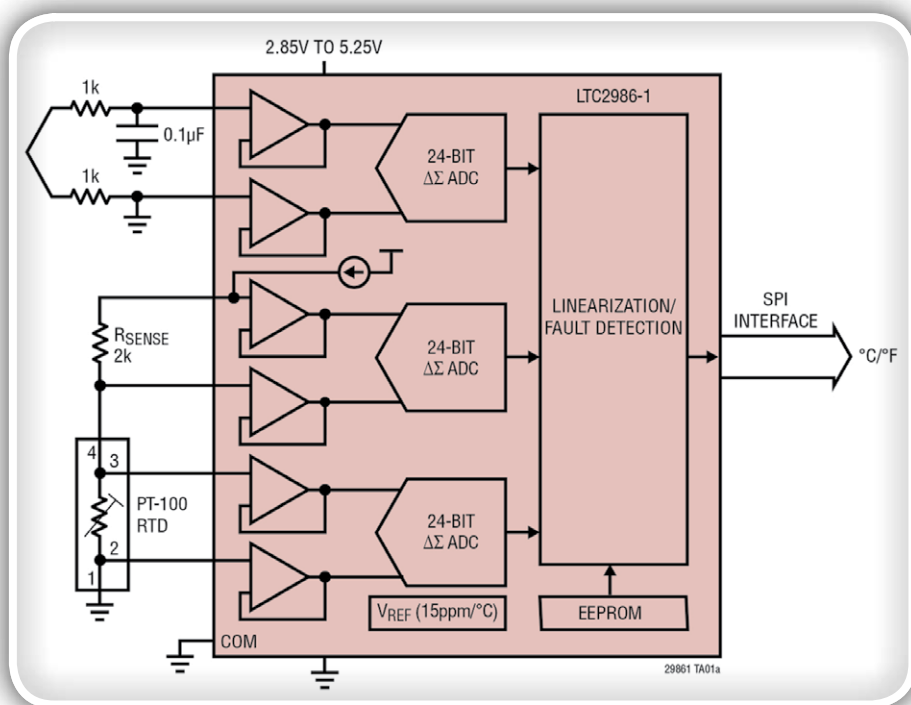 2.85V TO 5.25V
1k
0.1µF
1k
LTC2986-1
24-BIT
ΔΣ ADC
LINEARIZATION/
FAULT DETECTION
SPI
INTERFACE
°C/°F
RSENSE
2k
24-BIT
ΔΣ ADC
4
3
PT-100
RTD
2
1
24-BIT
ΔΣ ADC
VREF (15ppm/°C)
EEPROM
COM
29861 TA01a